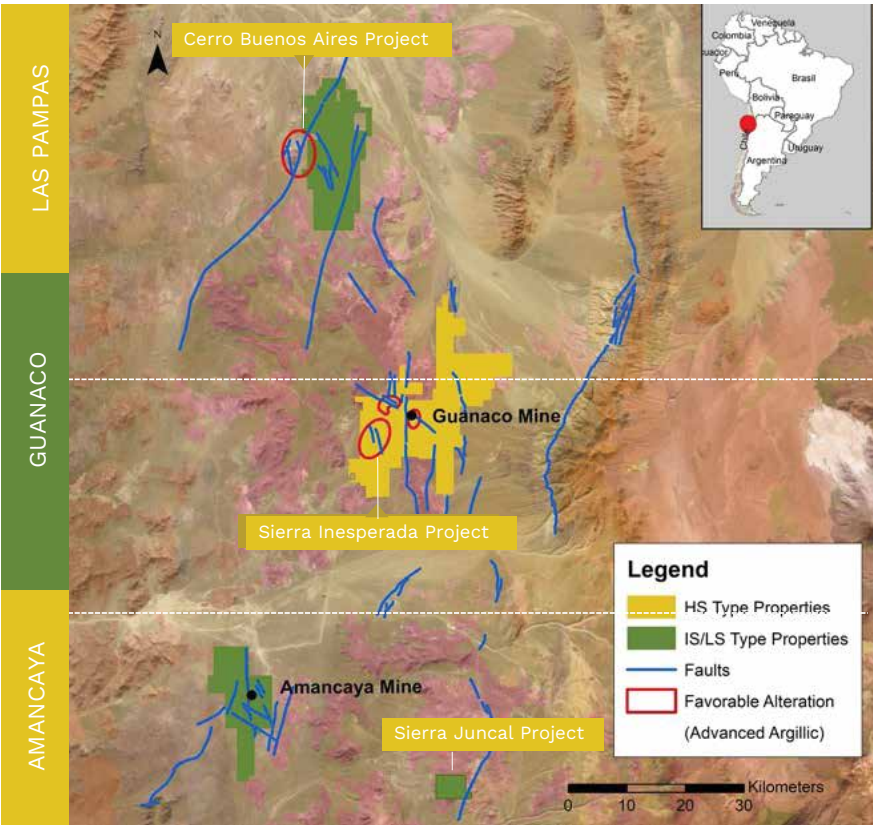 LAS PAMPAS
GUANACO
AMANCAYA
N
Cerro Buenos Aires Project
Venezuela
Colombia
cuador
Perú
Brasil
Bolivia
Paraguay
Chile
Uruguay
Argentina
Guanaco Mine
Sierra Inesperada Project
Legend
HS Type Properties
IS/LS Type Properties
Faults
Favorable Alteration
(Advanced Argillic)
Amancaya Mine
Sierra Juncal Project
Kilometers
0 10 20 30